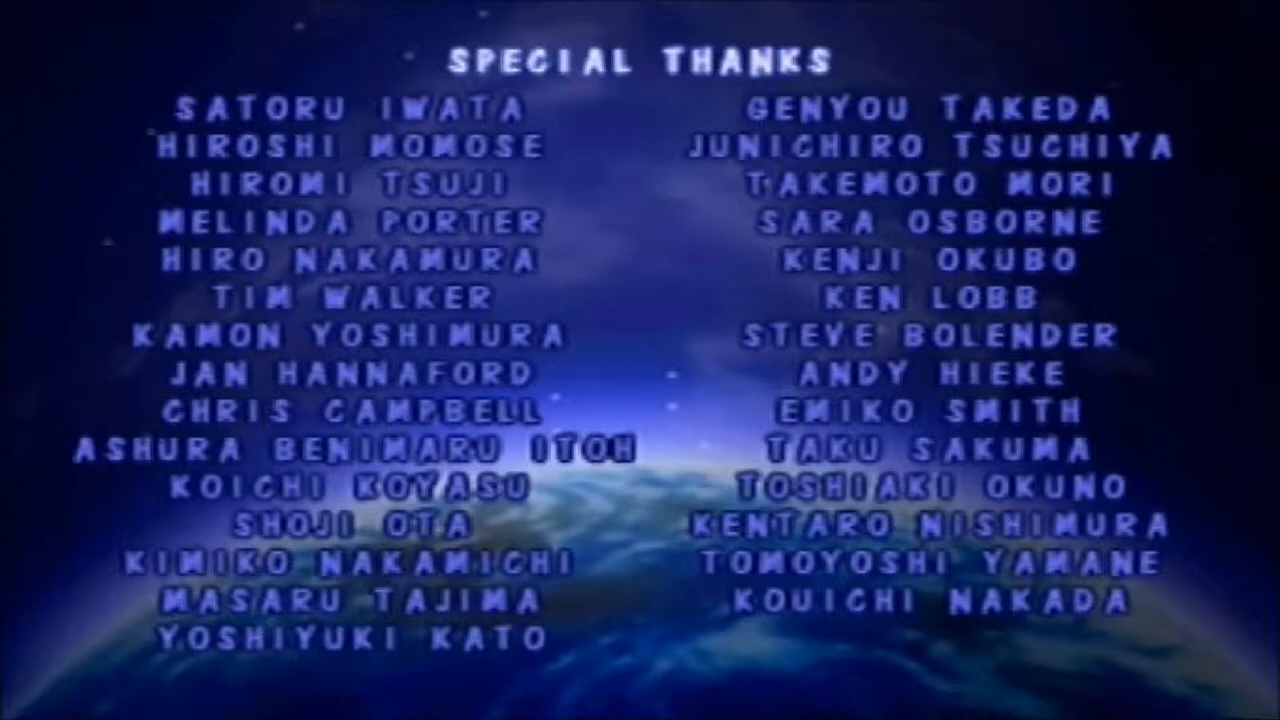 SPECIAL THANKS
SATORU IWATA GENYOU TAKEDA
HIROSHI MOMOSE JUNICHIRO TSUCHIYA
HIROMI TSUJI TAKEMOTO MORI
MELINDA PORTER SARA OSBORNE
HIRO NAKAMURA KENJI OKUBO
TIM WALKER KEN LOBB
KAMON YOSHIMURA STEVE BOLENDER
JAN HANNAFORD ANDY HIEKE
CHRIS CAMPBELL EMIKO SMITH
ASHURA BENIMARU ITOH TAKU SAKUMA
KOICHI KOYASU TOSHIAKI OKUNO
SHOJI OTA KENTARO NISHIMURA
KIMIKO NAKAMICHI TOMOYOSHI YAMANE
MASARU TAJIMA KOUICHI NAKADA
YOSHIYUKI KATO